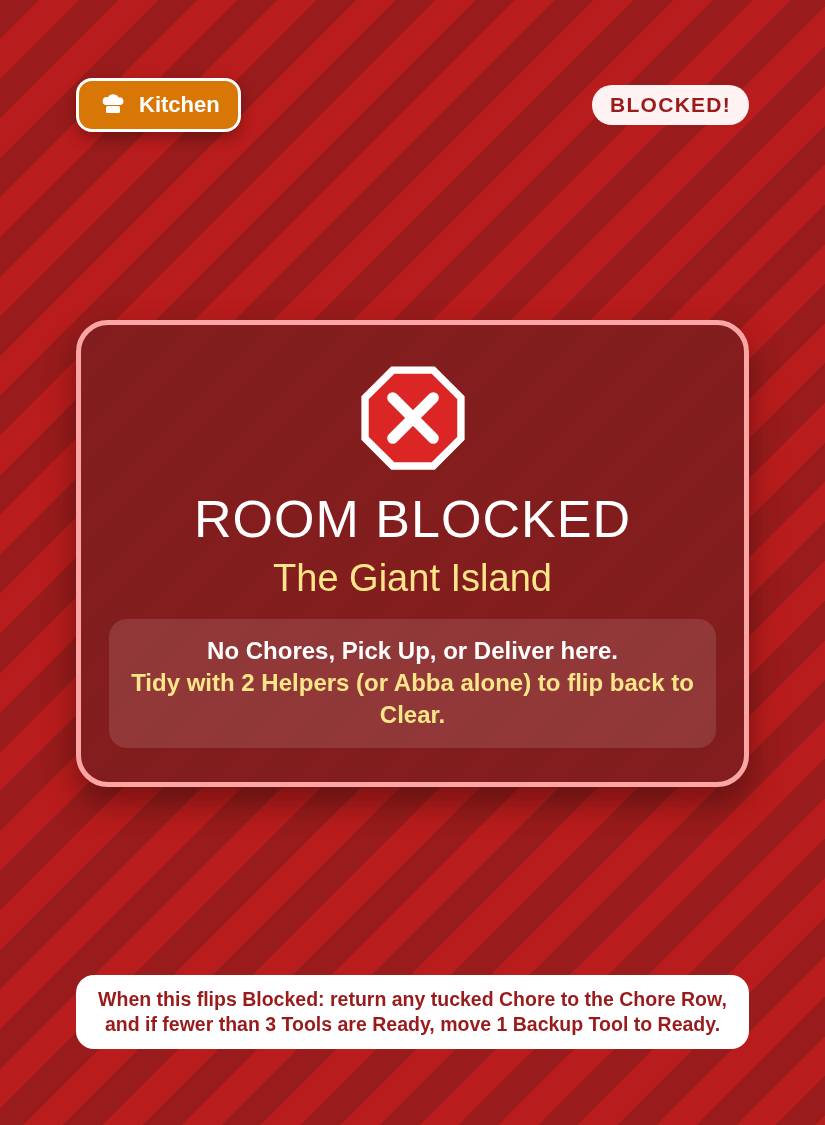 Kitchen
BLOCKED!
ROOM BLOCKED
The Giant Island
No Chores, Pick Up, or Deliver here.
Tidy with 2 Helpers (or Abba alone) to flip back to
Clear.
When this flips Blocked: return any tucked Chore to the Chore Row,
and if fewer than 3 Tools are Ready, move 1 Backup Tool to Ready.